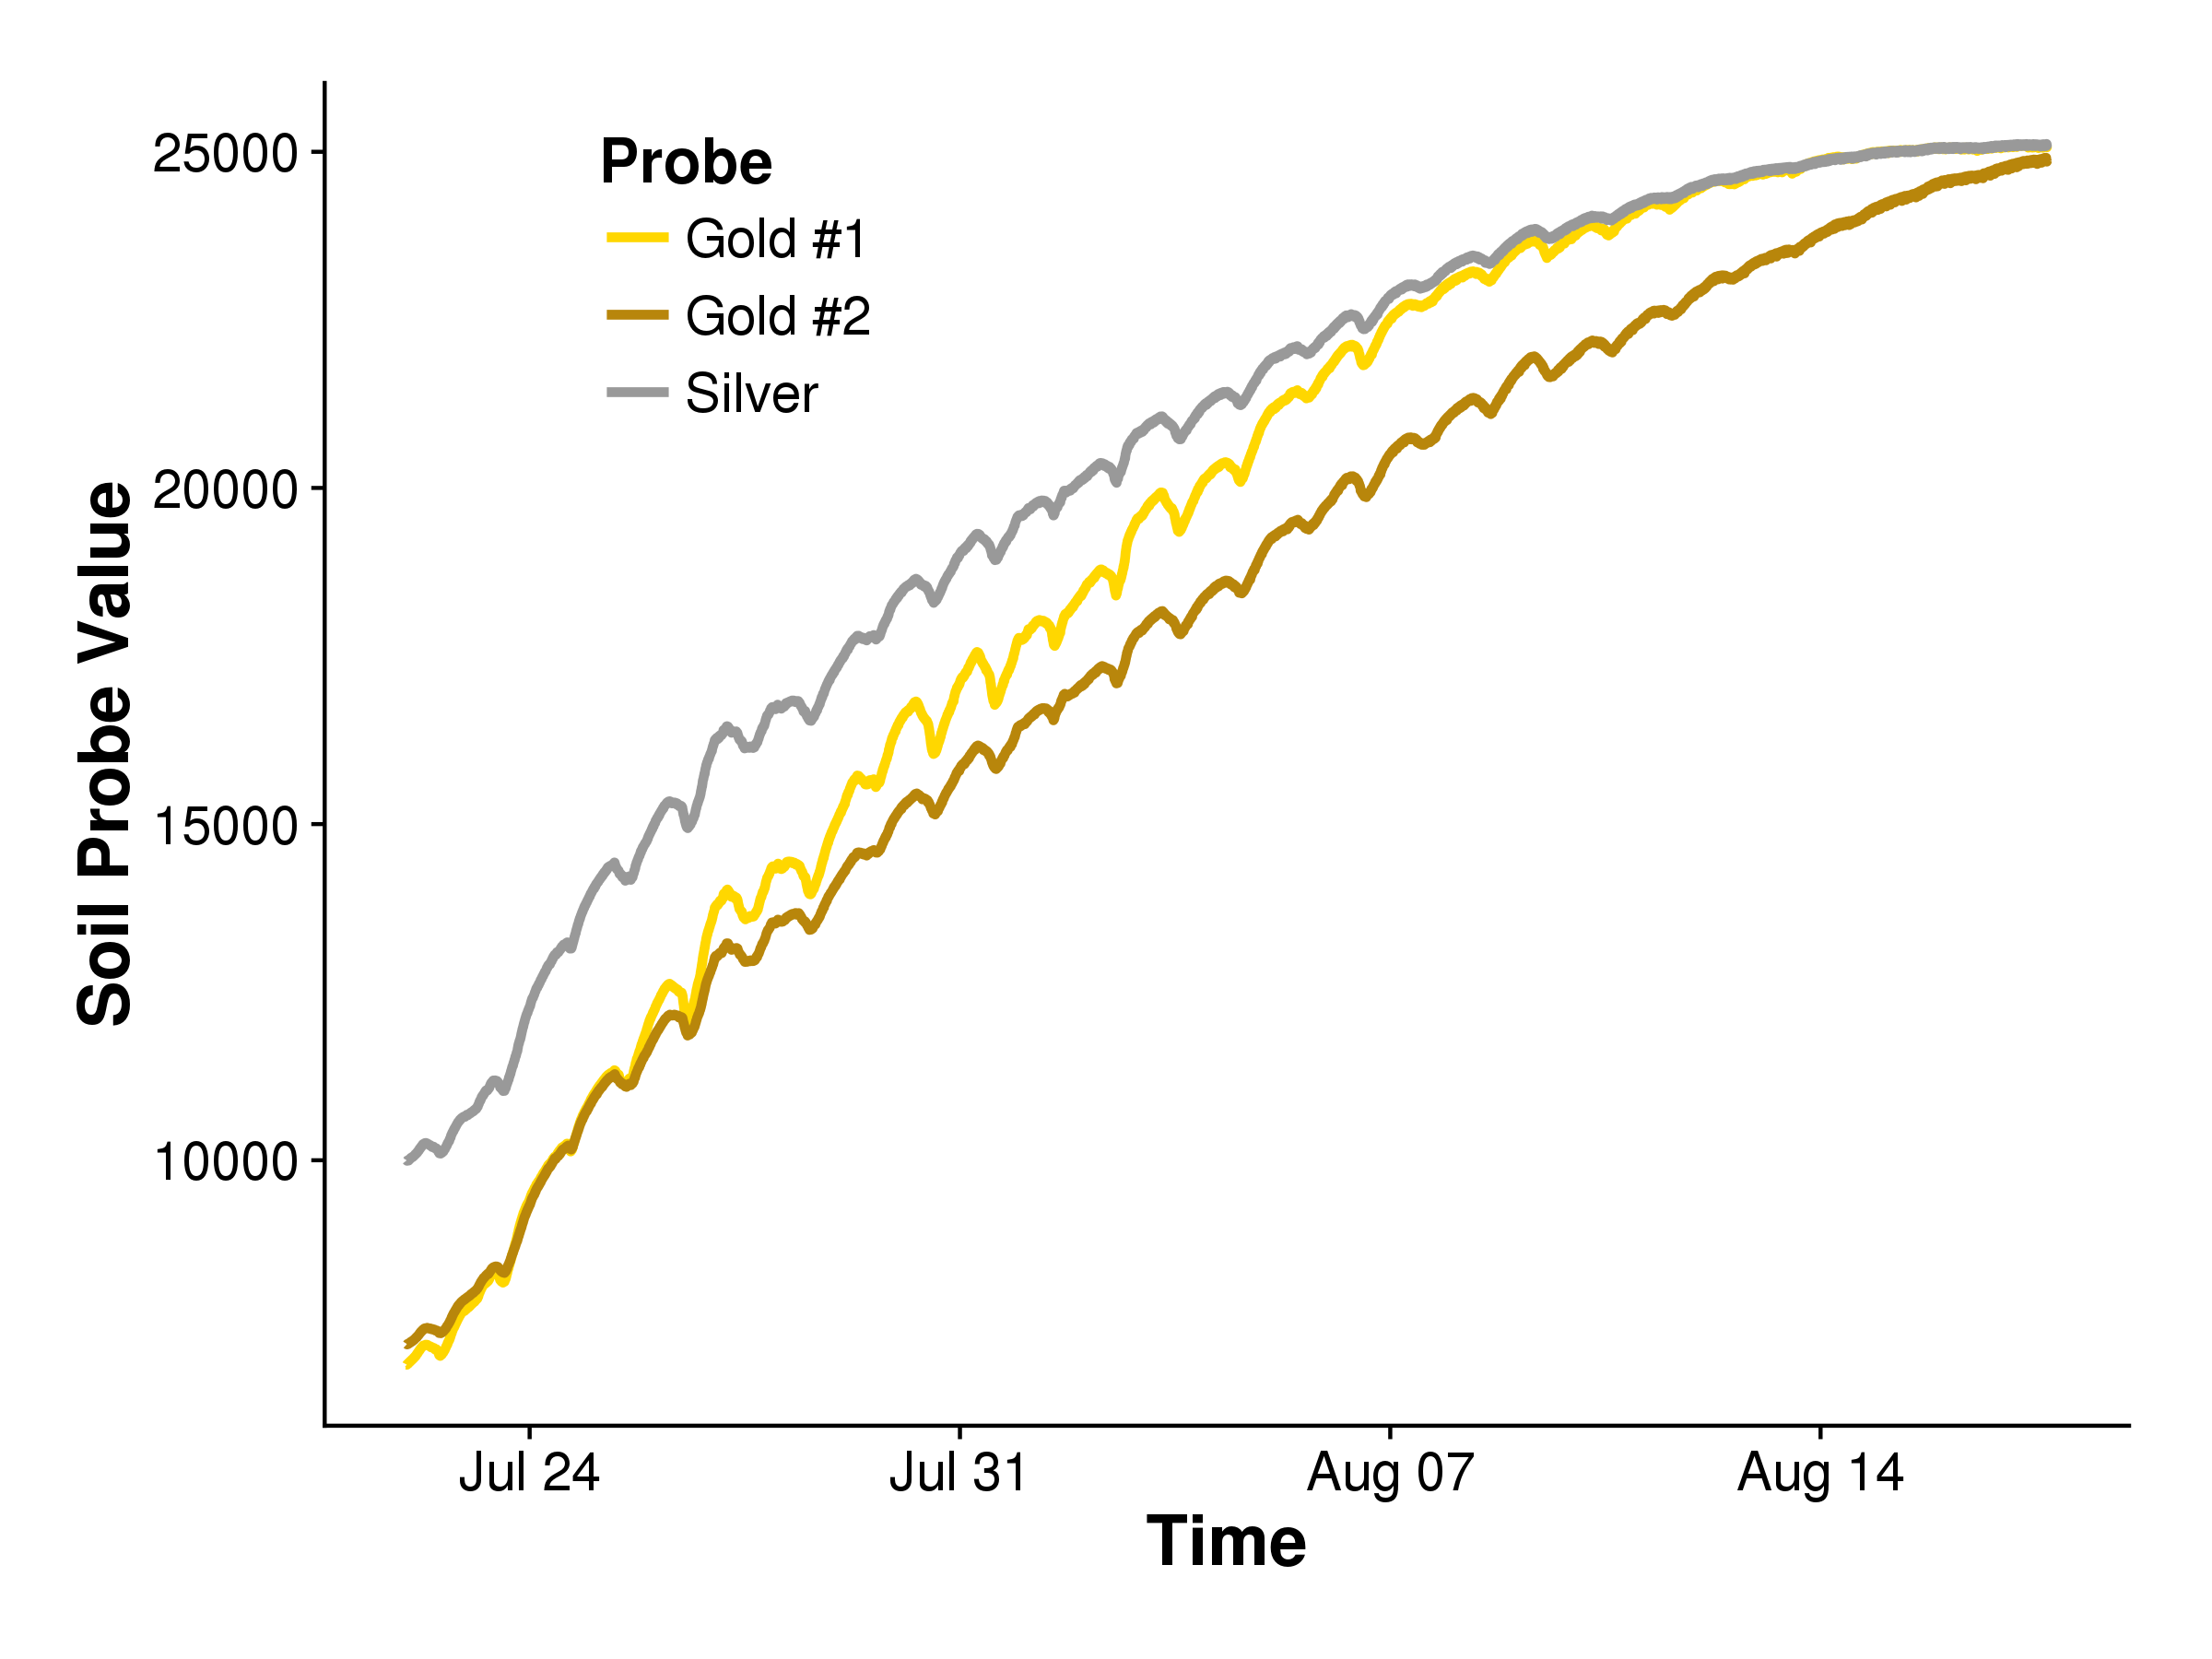 25000
20000
15000
10000
Soil Probe Value
Probe
Gold #1
Gold #2
Silver
Jul 24
Jul 31
Aug 07
Aug 14
Time